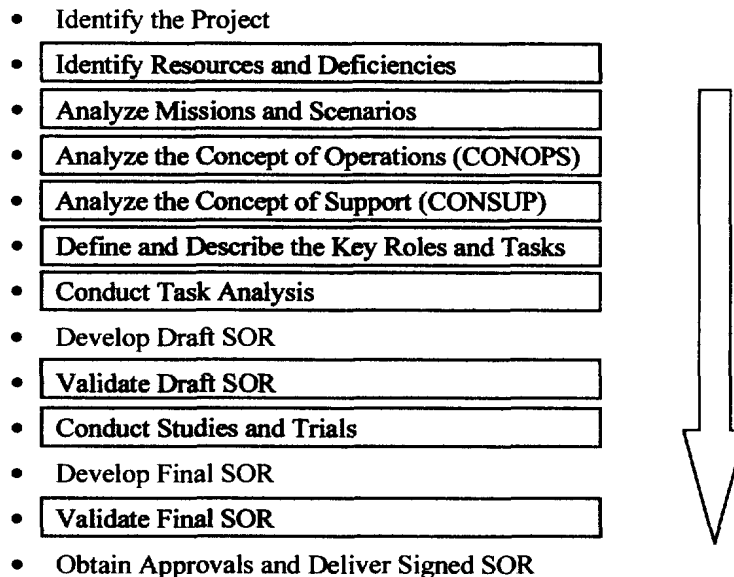 • Identify the Project
• Identify Resources and Deficiencies
• Analyze Missions and Scenarios
• Analyze the Concept of Operations (CONOPS)
• Analyze the Concept of Support (CONSUP)
• Define and Describe the Key Roles and Tasks
• Conduct Task Analysis
• Develop Draft SOR
• Validate Draft SOR
• Conduct Studies and Trials
• Develop Final SOR
• Validate Final SOR
• Obtain Approvals and Deliver Signed SOR